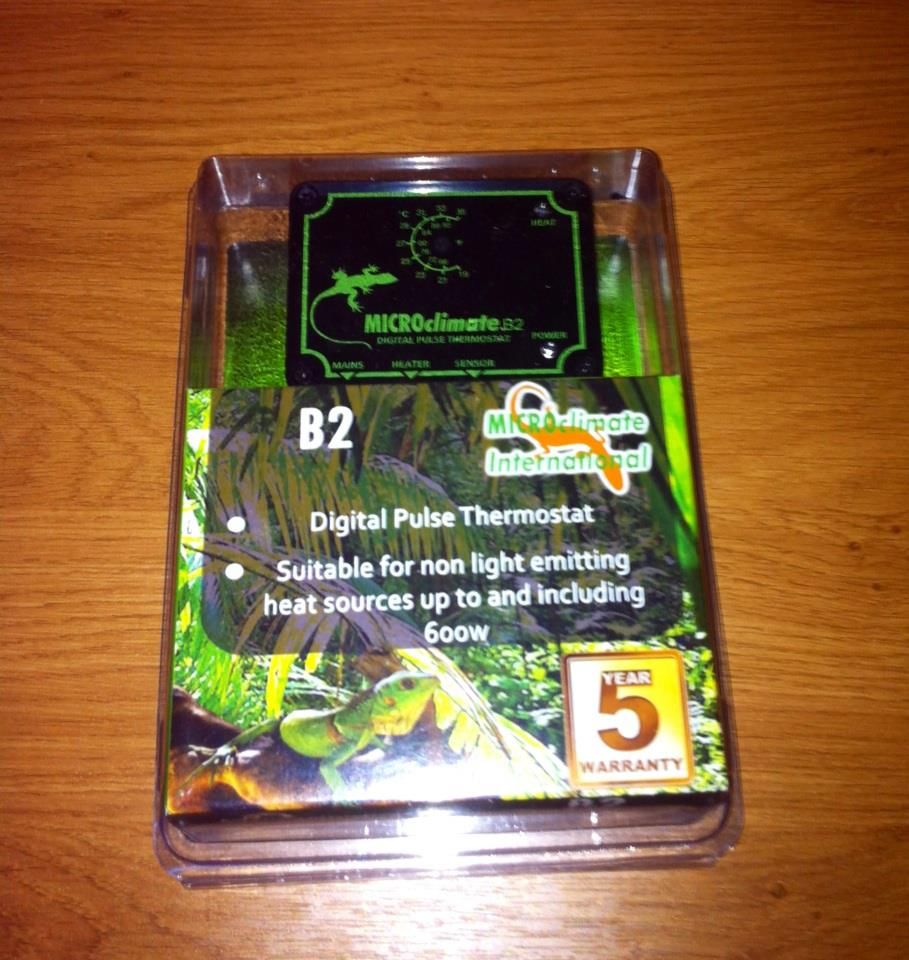 °C
HEAT
MICROclimate.B2
DIGITAL PULSE THERMOSTAT
POWER
MAINS HEATER SENSOR
B2
MICROclimate
International
Digital Pulse Thermostat
Suitable for non light emitting
heat sources up to and including
600w
5 YEAR
WARRANTY